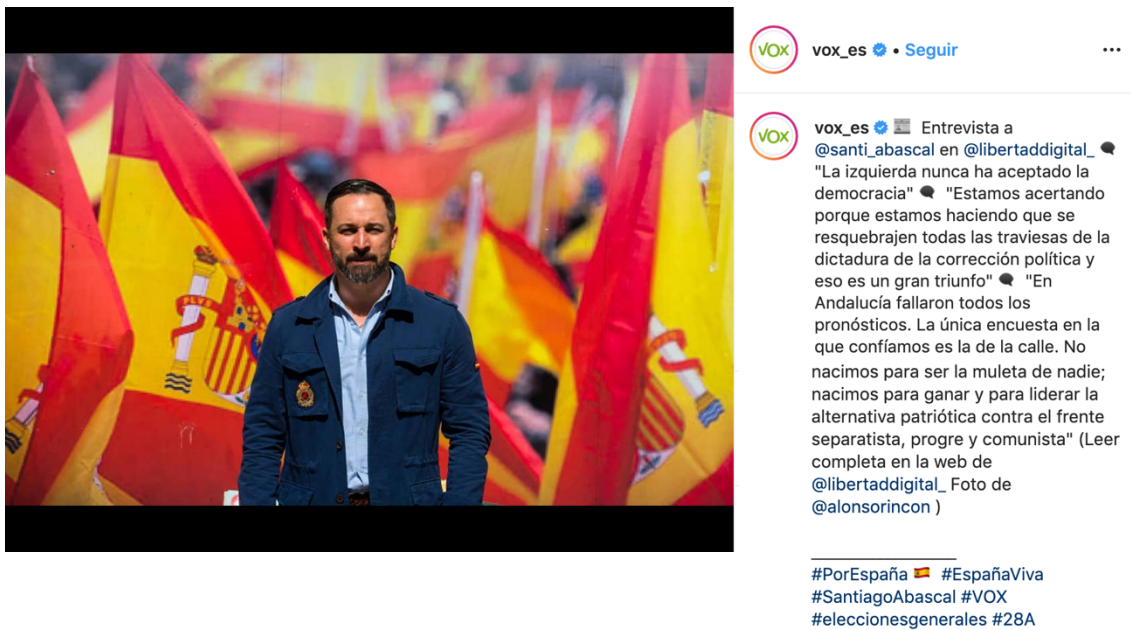 PLVS
VOX
vox_es • Seguir
VOX
vox_es Entrevista a
@santi_abascal en @libertaddigital_
"La izquierda nunca ha aceptado la
democracia" "Estamos acertando
porque estamos haciendo que se
resquebrajen todas las traviesas de la
dictadura de la corrección política y
eso es un gran triunfo" "En
Andalucía fallaron todos los
pronósticos. La única encuesta en la
que confíamos es la de la calle. No
nacimos para ser la muleta de nadie;
nacimos para ganar y para liderar la
alternativa patriótica contra el frente
separatista, progre y comunista" (Leer
completa en la web de
@libertaddigital_ Foto de
@alonsorincon )
#PorEspaña 🇪🇸 #EspañaViva
#SantiagoAbascal #VOX
#eleccionesgenerales #28A